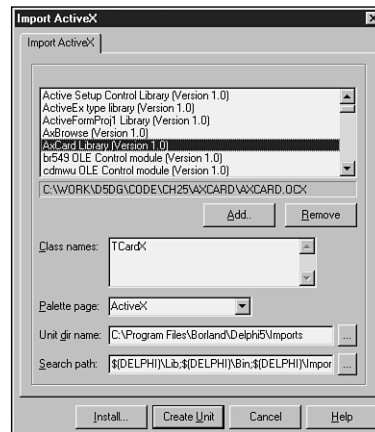 Import ActiveX
Import ActiveX
Active Setup Control Library (Version 1.0)
ActiveEx type library (Version 1.0)
ActiveFormProj1 Library (Version 1.0)
AxBrowse (Version 1.0)
AxCard Library (Version 1.0)
br549 OLE Control module (Version 1.0)
cdmwu OLE Control module (Version 1.0)
C:\WORK\D5DG\CODE\CH25\AXCARD\AXCARD.OCX
Add.. Remove
Class names: TCardX
Palette page: ActiveX
Unit dir name: C:\Program Files\Borland\Delphi5\Imports ...
Search path: $(DELPHI)\Lib;$(DELPHI)\Bin;$(DELPHI)\Impor ...
Install... Create Unit Cancel Help